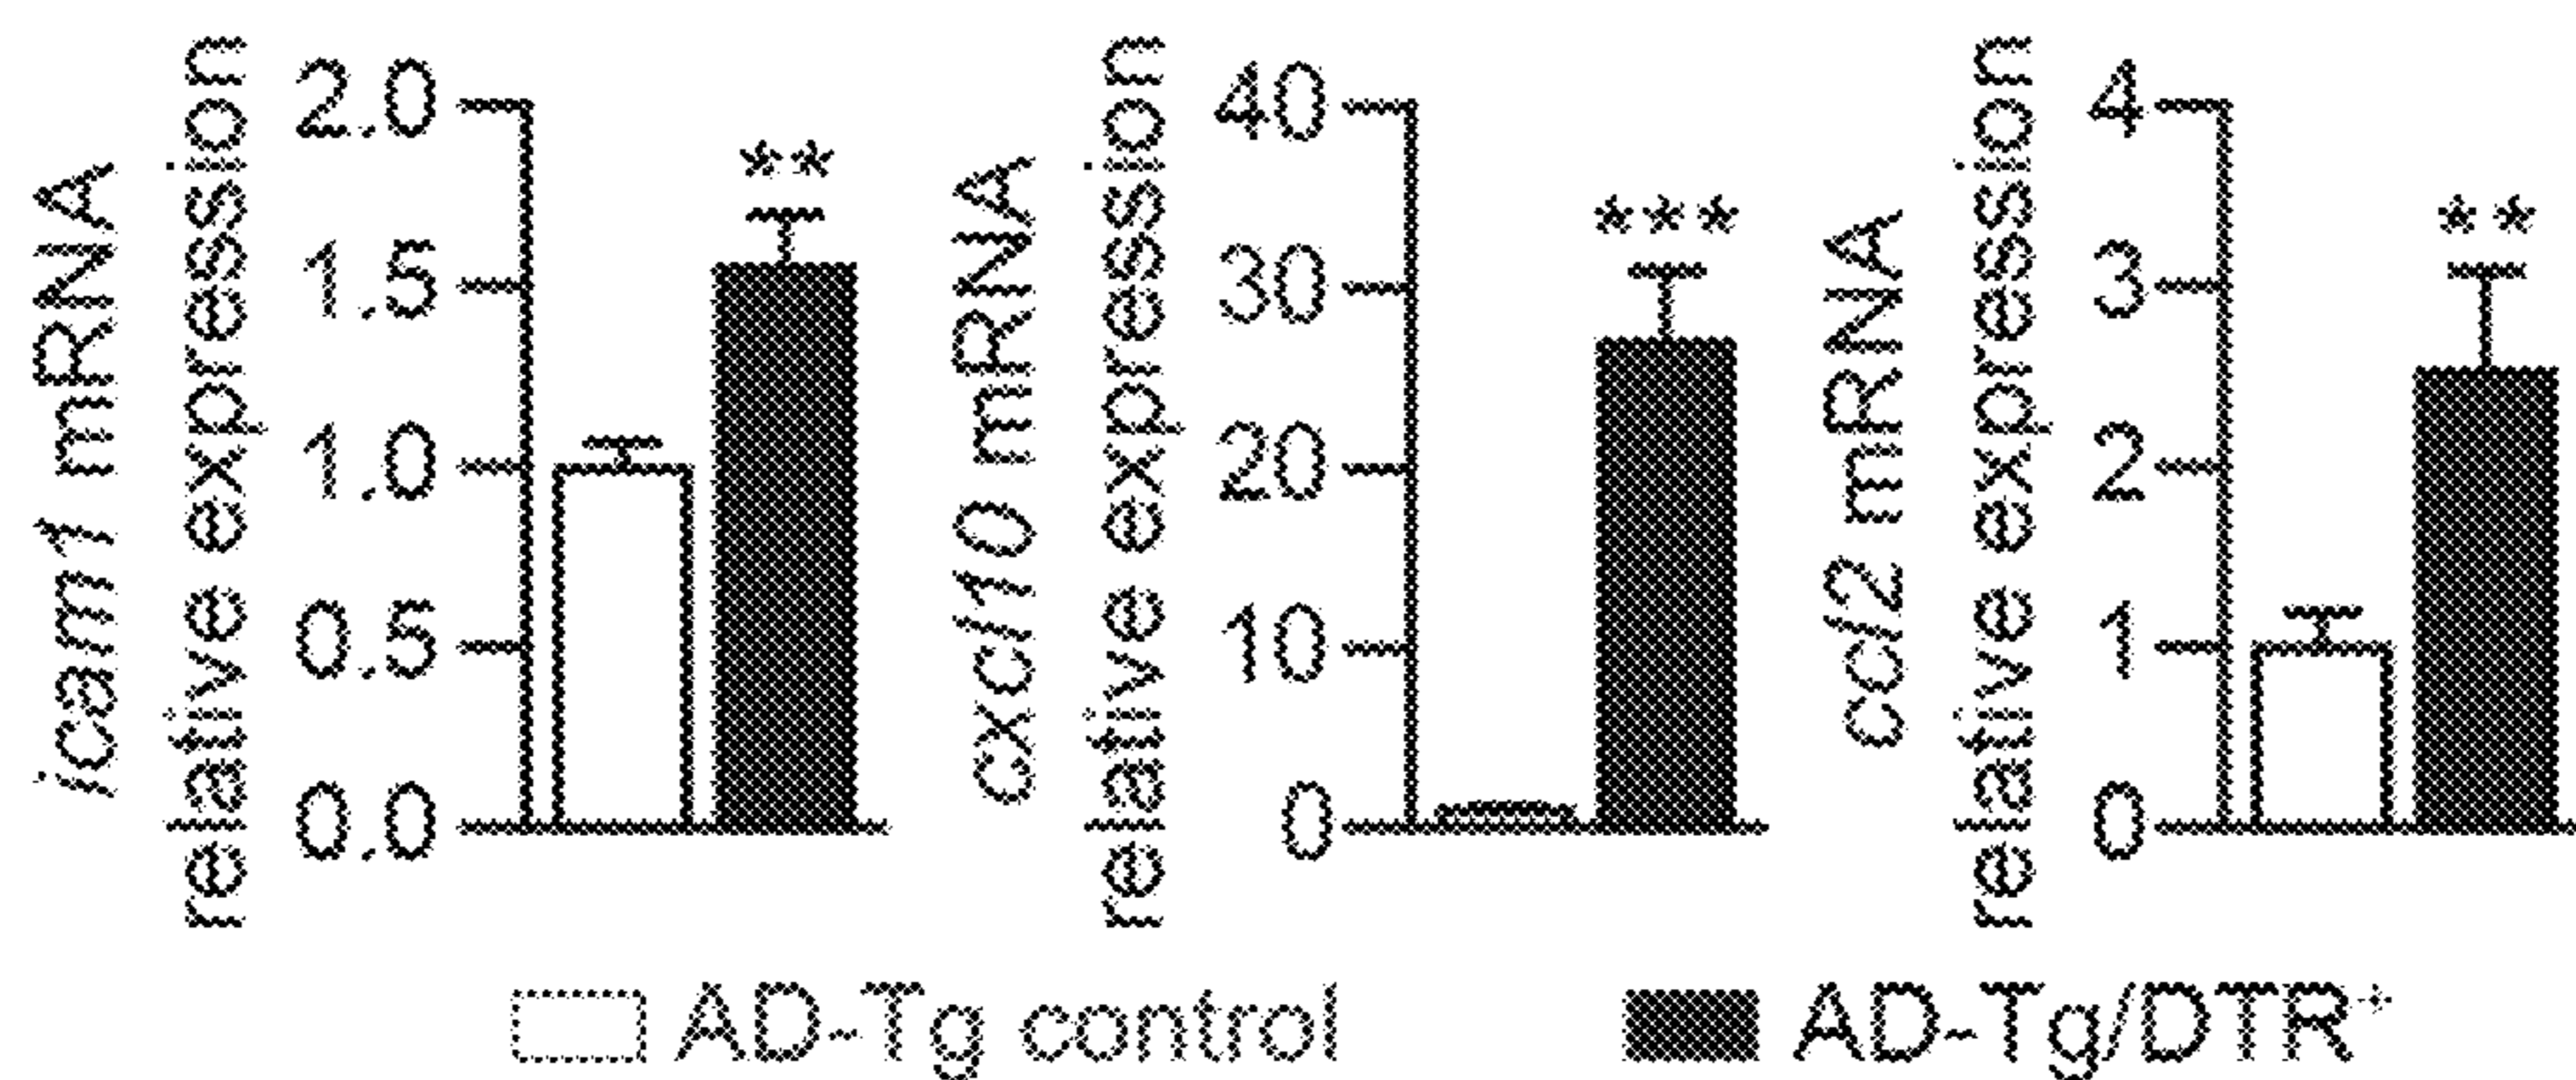 icam1 mRNA
relative expression
2.0
1.5
1.0
0.5
0.0
**
cxcl10 mRNA
relative expression
40
30
20
10
0
***
ccl2 mRNA
relative expression
4
3
2
1
0
**
AD-Tg control
AD-Tg/DTR⁺